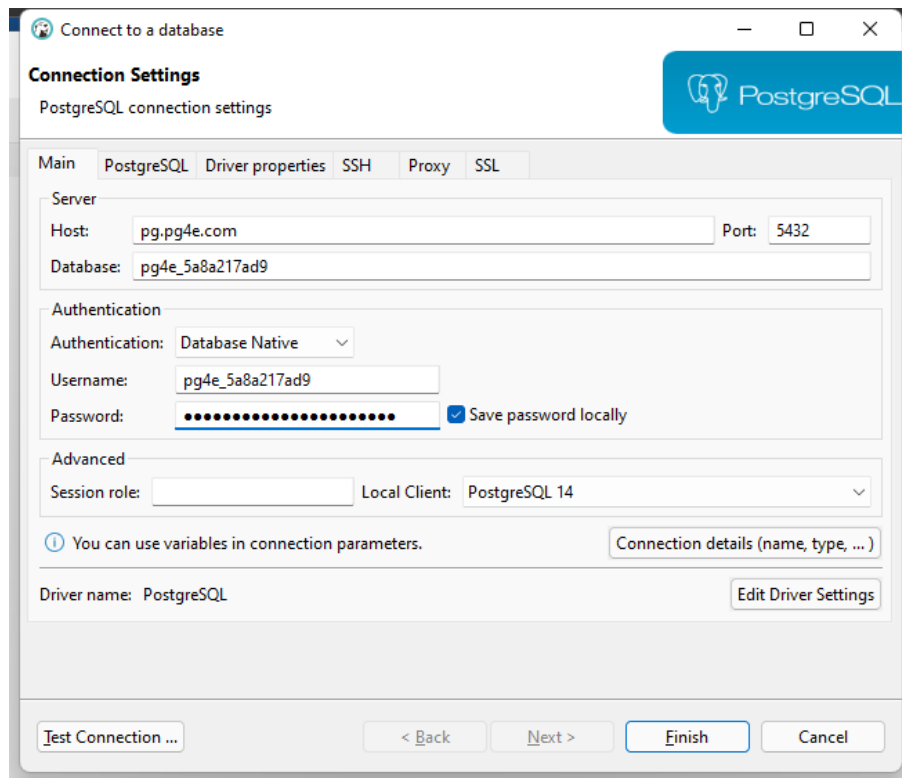 Connect to a database
Connection Settings
PostgreSQL connection settings
PostgreSQL
Main PostgreSQL Driver properties SSH Proxy SSL
Server
Host: pg.pg4e.com Port: 5432
Database: pg4e_5a8a217ad9
Authentication
Authentication: Database Native
Username: pg4e_5a8a217ad9
Password: ●●●●●●●●●●●●●●●●●●●●●● Save password locally
Advanced
Session role: Local Client: PostgreSQL 14
You can use variables in connection parameters. Connection details (name, type, ... )
Driver name: PostgreSQL Edit Driver Settings
Test Connection ... < Back Next > Finish Cancel